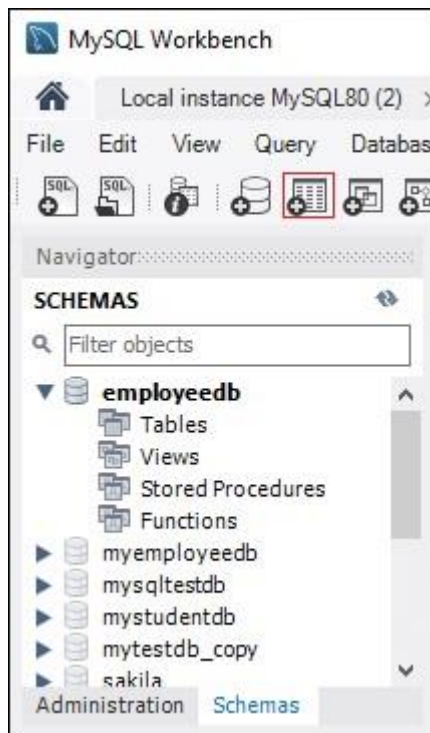 MySQL Workbench
Local instance MySQL80 (2)
File Edit View Query Databas
SQL SQL
Navigator
SCHEMAS
Filter objects
employeedb
Tables
Views
Stored Procedures
Functions
myemployeedb
mysqltestdb
mystudentdb
mytestdb_copy
sakila
Administration Schemas